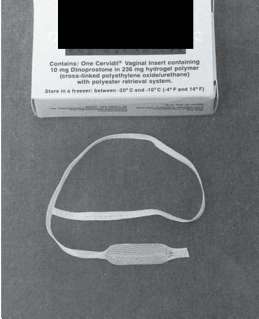 Contains: One Cervidil® Vaginal Insert containing
10 mg Dinoprostone in 236 mg hydrogel polymer
(cross-linked polyethylene oxide/urethane)
with polyester retrieval system.
Store in a freezer: between -20° C and -10° C (-4° F and 14° F)